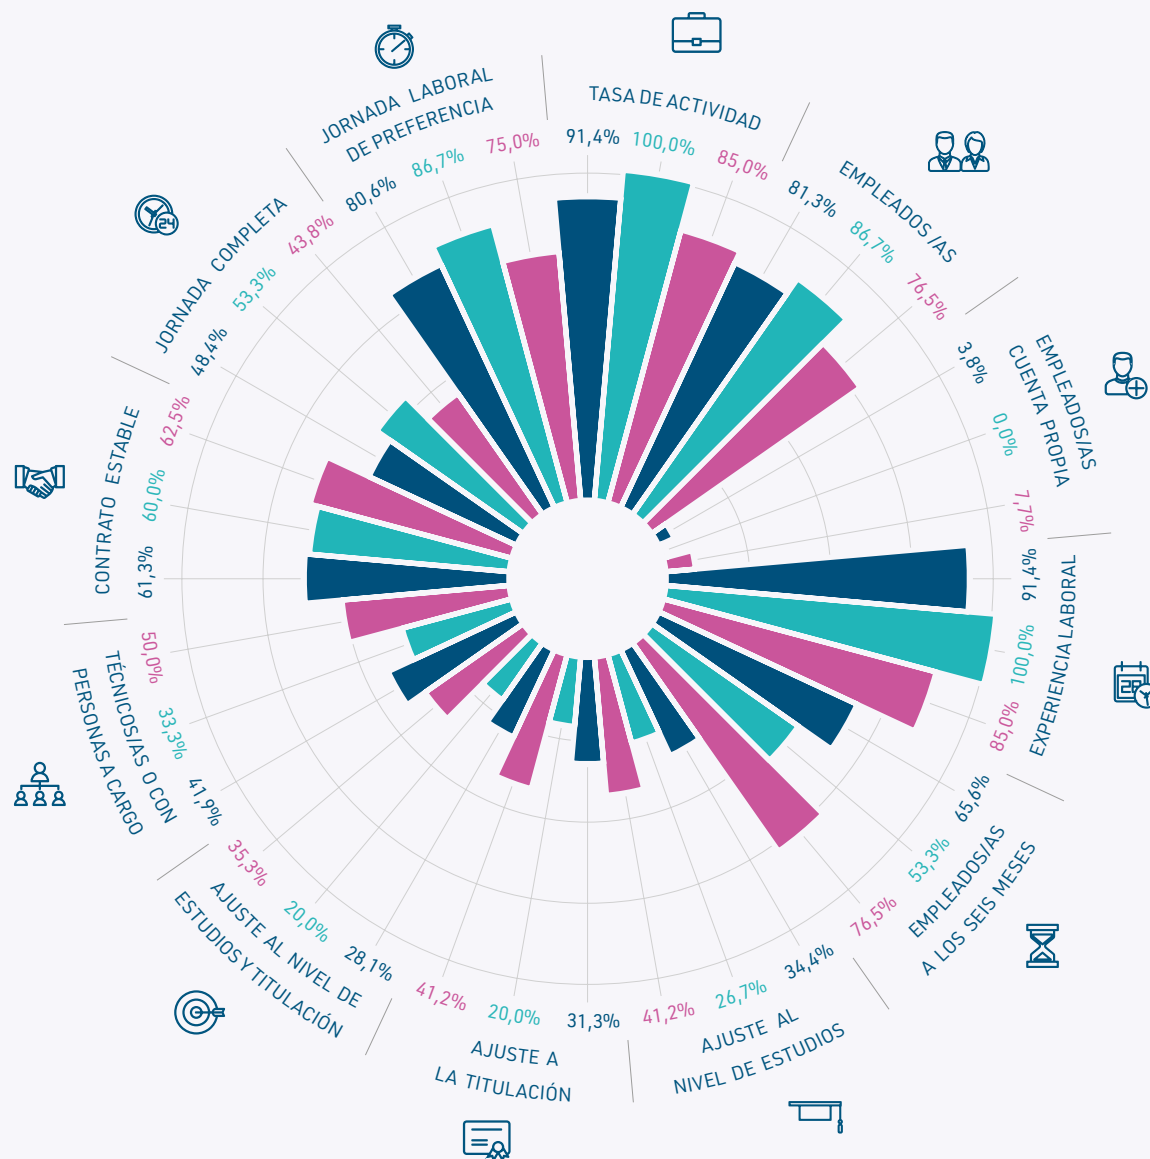 TASA DE ACTIVIDAD
91,4%
100,0%
85,0%
EMPLEADOS/AS
81,3%
86,7%
76,5%
EMPLEADOS/AS
CUENTA PROPIA
3,8%
0,0%
7,7%
EXPERIENCIA LABORAL
91,4%
100,0%
85,0%
EMPLEADOS/AS
A LOS SEIS MESES
65,6%
53,3%
76,5%
AJUSTE AL
NIVEL DE ESTUDIOS
34,4%
26,7%
41,2%
AJUSTE A
LA TITULACIÓN
31,3%
20,0%
41,2%
AJUSTE AL NIVEL DE
ESTUDIOS Y TITULACIÓN
28,1%
20,0%
35,3%
TÉCNICOS/AS O CON
PERSONAS A CARGO
41,9%
33,3%
50,0%
CONTRATO ESTABLE
61,3%
60,0%
62,5%
JORNADA COMPLETA
48,4%
53,3%
43,8%
24
JORNADA LABORAL
DE PREFERENCIA
80,6%
86,7%
75,0%